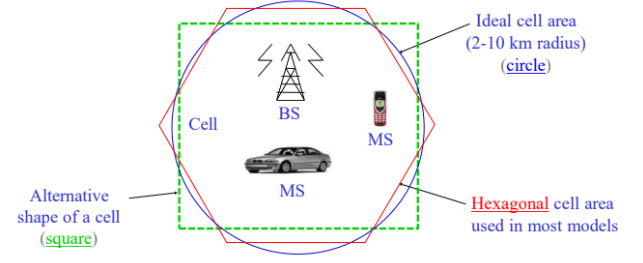 Ideal cell area
(2-10 km radius)
(circle)
BS
Cell
MS
MS
Alternative
shape of a cell
(square)
Hexagonal cell area
used in most models